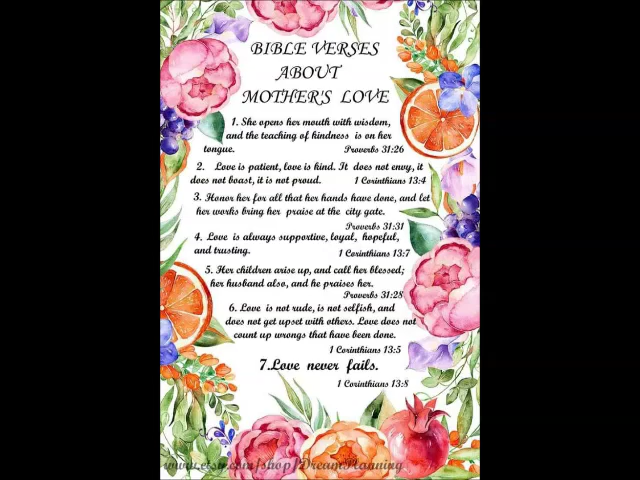 BIBLE VERSES
ABOUT
MOTHER'S LOVE
1. She opens her mouth with wisdom,
and the teaching of kindness is on her
tongue. Proverbs 31:26
2. Love is patient, love is kind. It does not envy, it
does not boast, it is not proud. 1 Corinthians 13:4
3. Honor her for all that her hands have done, and let
her works bring her praise at the city gate.
Proverbs 31:31
4. Love is always supportive, loyal, hopeful,
and trusting. 1 Corinthians 13:7
5. Her children arise up, and call her blessed;
her husband also, and he praises her.
Proverbs 31:28
6. Love is not rude, is not selfish, and
does not get upset with others. Love does not
count up wrongs that have been done.
1 Corinthians 13:5
7.Love never fails.
1 Corinthians 13:8
www.etsy.com/shop/DreamPlanning